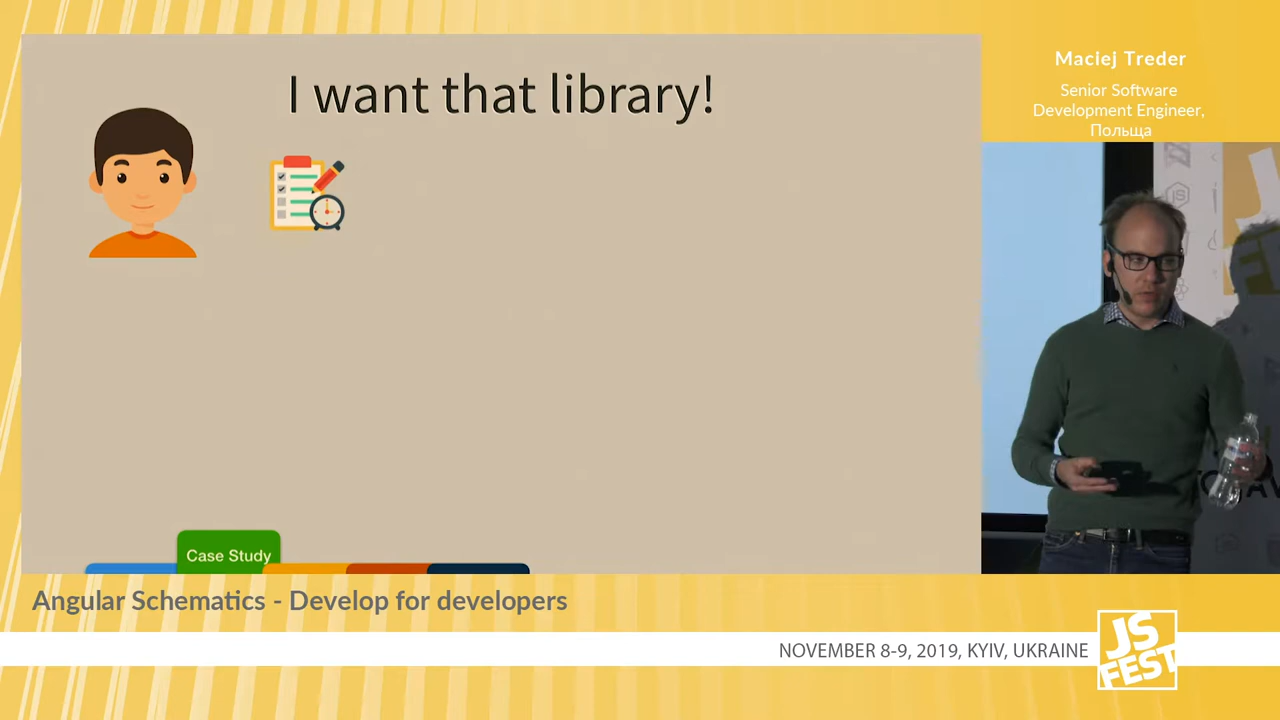 I want that library!
Case Study
Maciej Treder
Senior Software
Development Engineer,
Польща
Angular Schematics - Develop for developers
NOVEMBER 8-9, 2019, KYIV, UKRAINE
JS
FEST